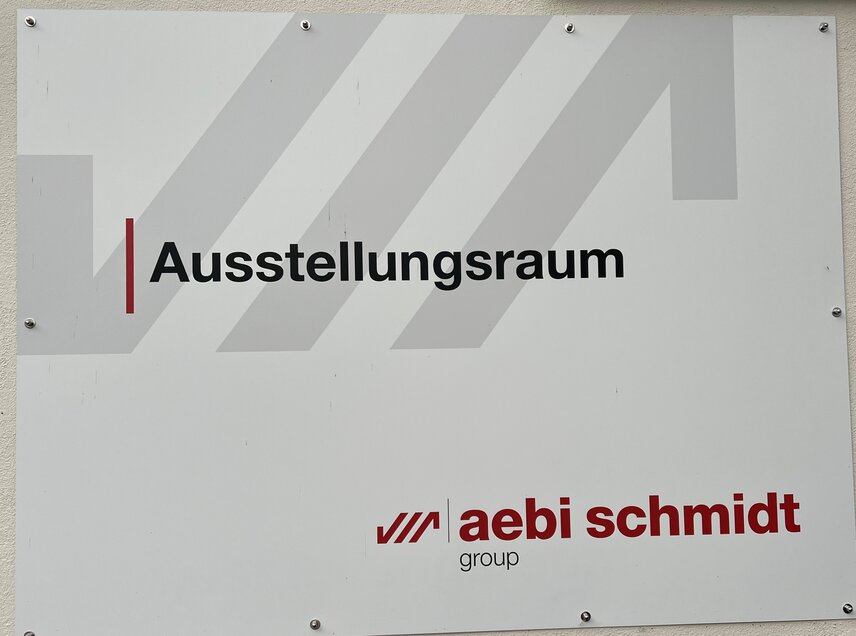 Ausstellungsraum
aebi schmidt
group